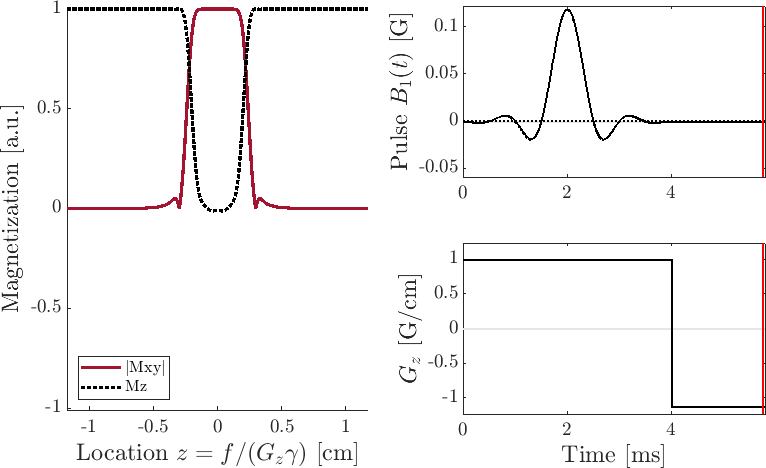 1
0.5
0
-0.5
-1
Magnetization [a.u.]
|Mxy|
Mz
-1 -0.5 0 0.5 1
Location z = f/(G_zγ) [cm]
0.1
0.05
0
-0.05
Pulse B_1(t) [G]
0 2 4
1
0.5
0
-0.5
-1
G_z [G/cm]
0 2 4
Time [ms]